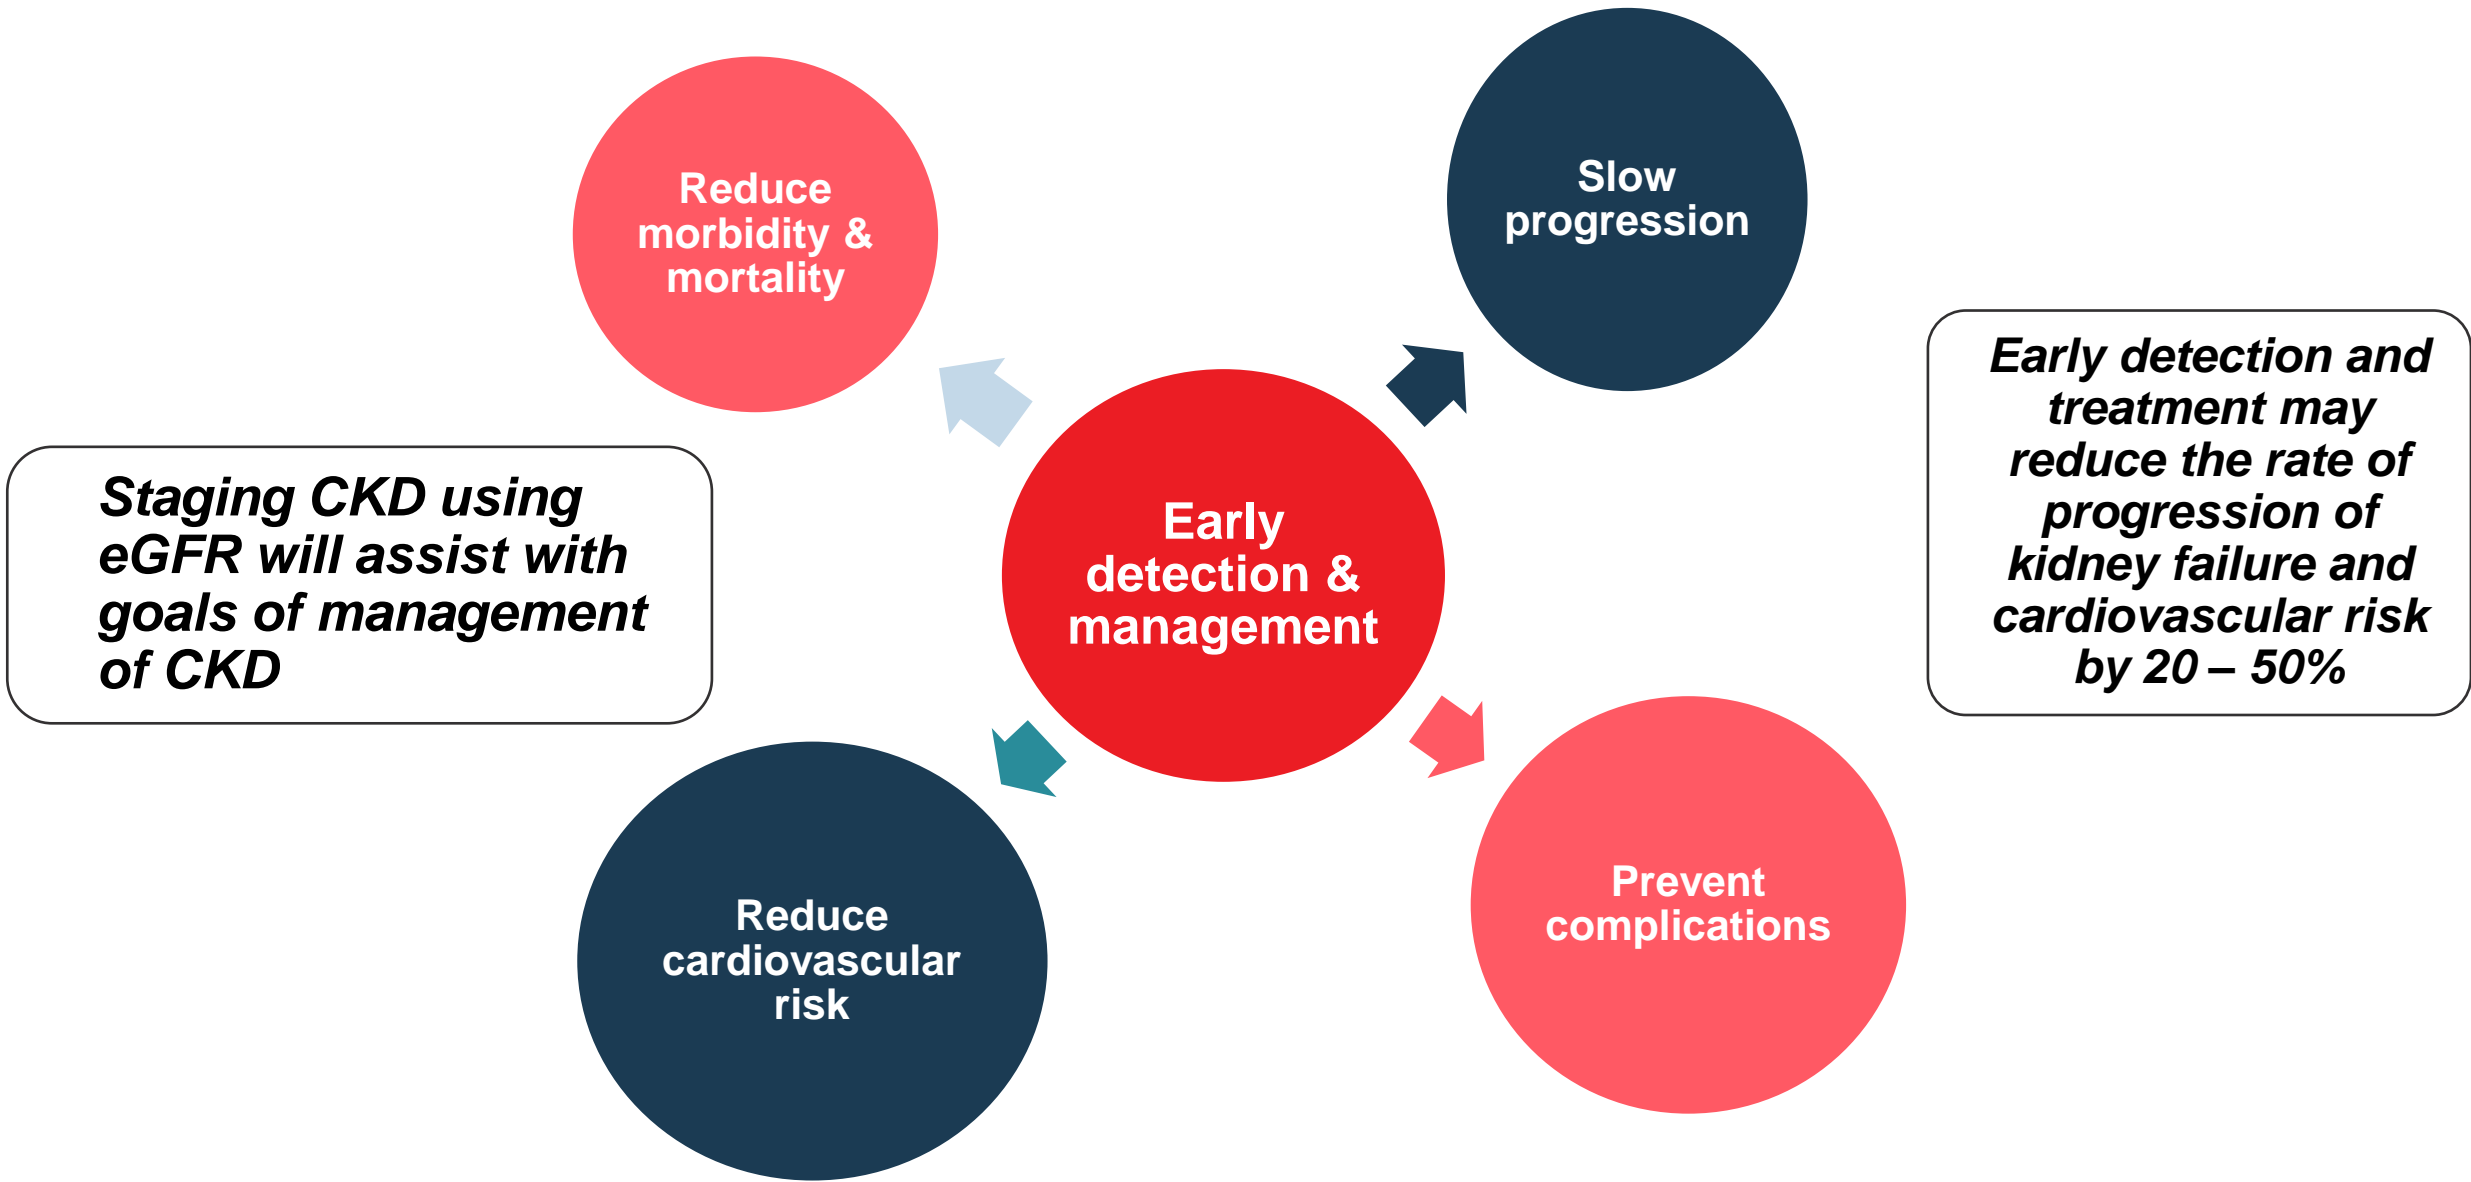 Reduce
morbidity &
mortality
Slow
progression
Early detection and
treatment may
reduce the rate of
progression of
kidney failure and
cardiovascular risk
by 20 – 50%
Staging CKD using
eGFR will assist with
goals of management
of CKD
Early
detection &
management
Reduce
cardiovascular
risk
Prevent
complications